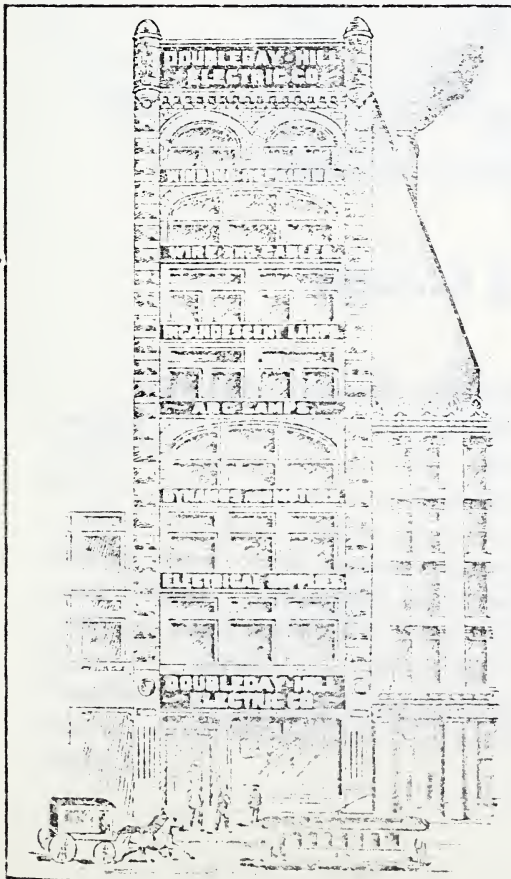 DOUBLEDAY-HILL
ELECTRIC CO.
WIRE AND CABLES
INCANDESCENT LAMPS
ARC LAMPS
DYNAMOS AND MOTORS
ELECTRICAL SUPPLIES
DOUBLEDAY-HILL
ELECTRIC CO